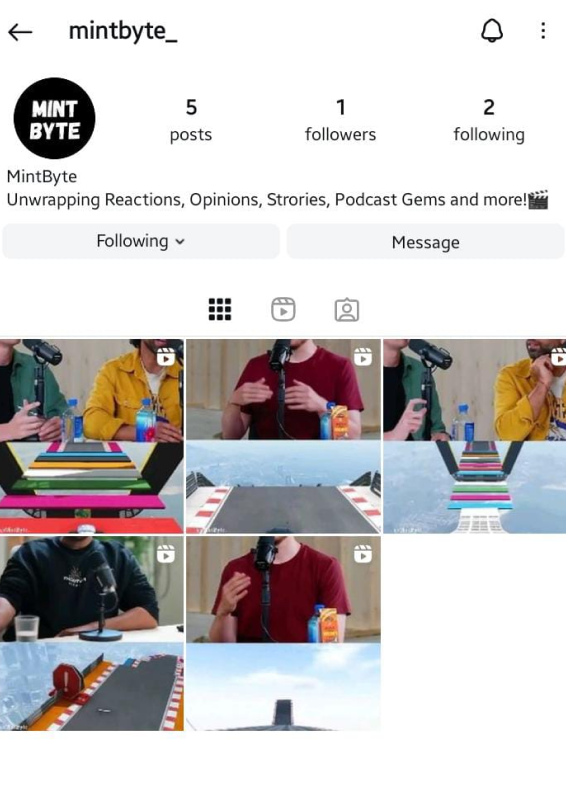 mintbyte_
MINT
BYTE
5
posts
1
followers
2
following
MintByte
Unwrapping Reactions, Opinions, Strories, Podcast Gems and more!🎬
Following
Message